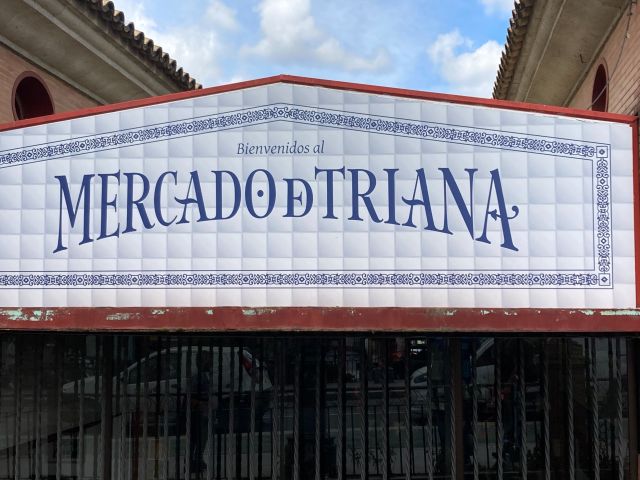 Bienvenidos al
MERCADO DE TRIANA